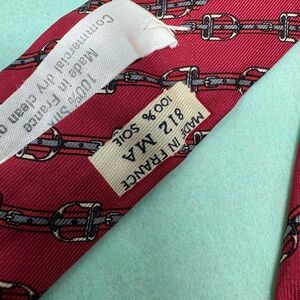 100% Silk
Made in France
Commercial dry clean O
MADE IN FRANCE
812 MA
100% SOIE